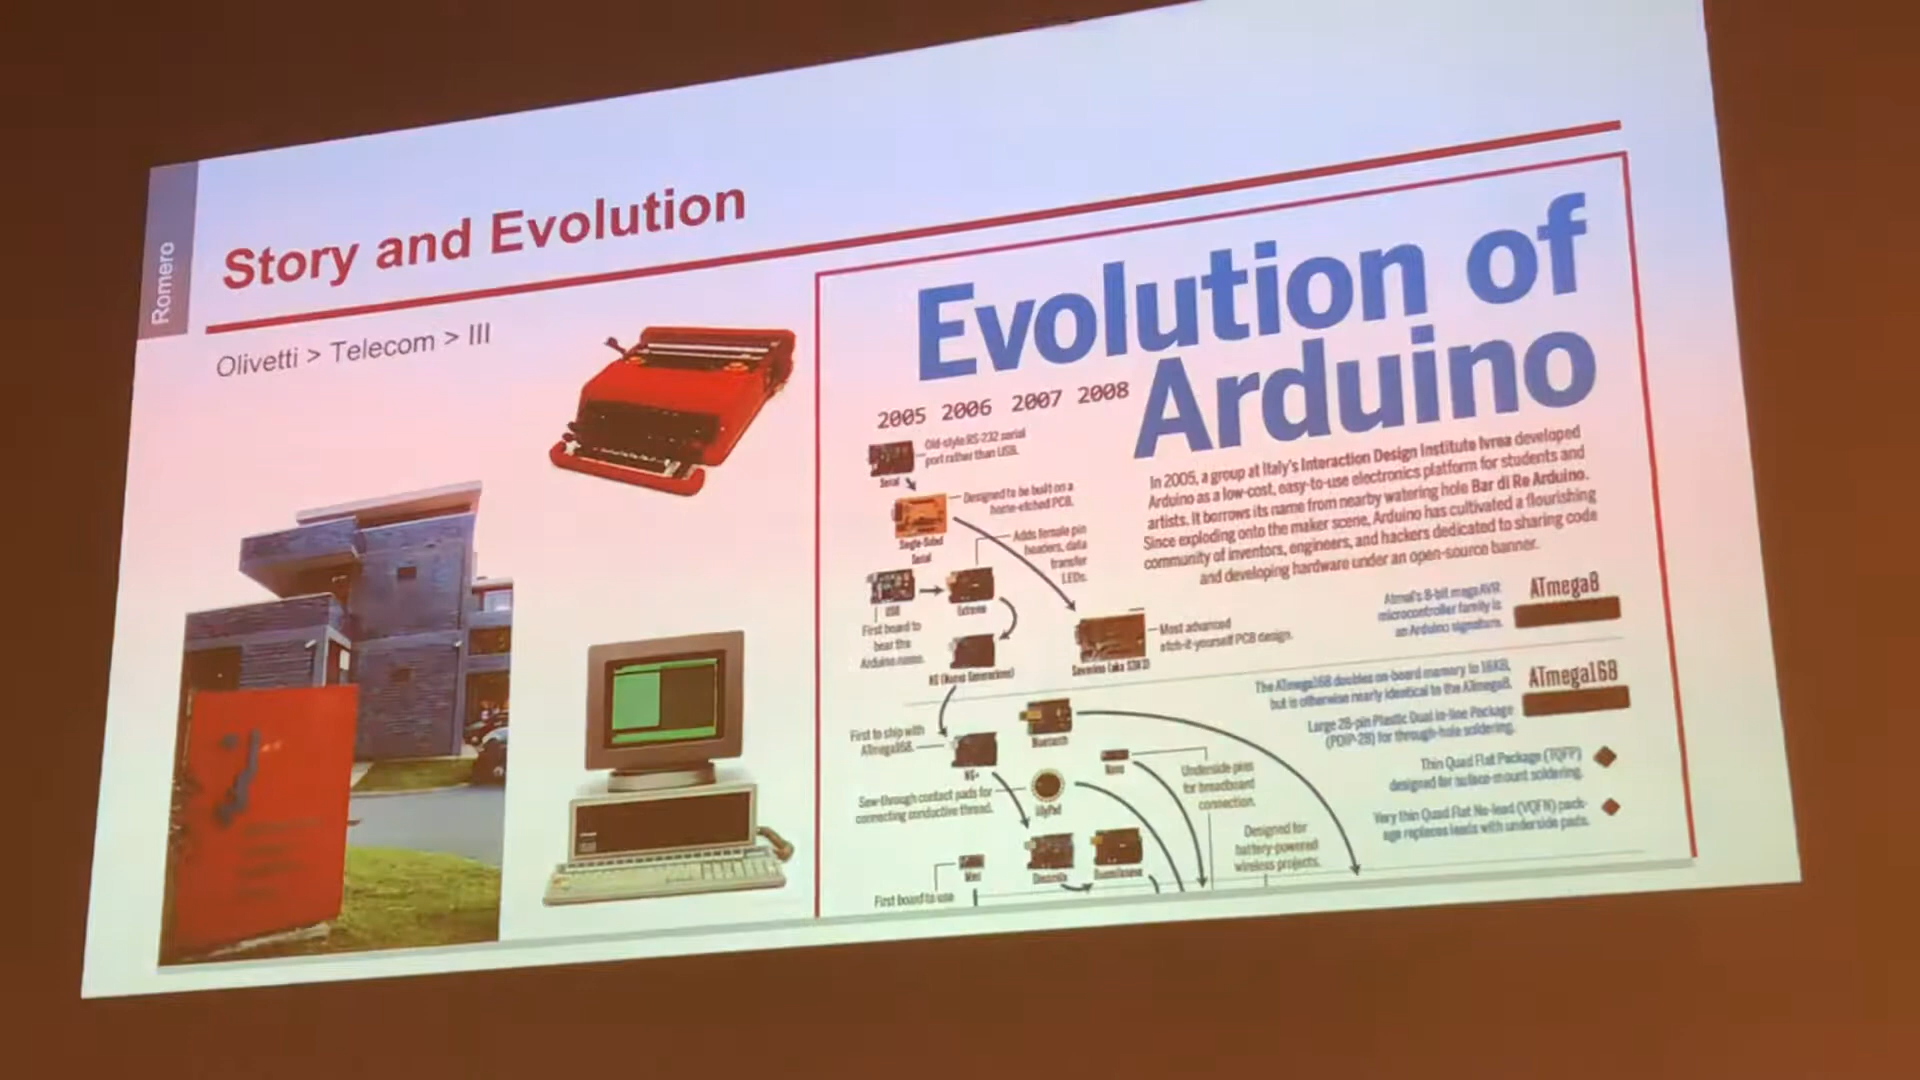 Romero
Story and Evolution
Olivetti > Telecom > III
Evolution of
Arduino
2005 2006 2007 2008
In 2005, a group at Italy's Interaction Design Institute Ivrea developed
Arduino as a low-cost, easy-to-use electronics platform for students and
artists. It borrows its name from nearby watering hole Bar di Re Arduino.
Since exploding onto the maker scene, Arduino has cultivated a flourishing
community of inventors, engineers, and hackers dedicated to sharing code
and developing hardware under an open-source banner.
Old-style RS-232 serial
port rather than USB.
Serial
Designed to be built on a
home-etched PCB.
Single-Sided
Serial
Adds female pin
headers, data
transfer
LEDs.
USB
Extreme
First board to
bear the
Arduino name.
NG (Nuova Generazione)
Most advanced
etch-it-yourself PCB design.
Severino (aka S3V3)
Atmel's 8-bit megaAVR
microcontroller family is
an Arduino signature.
ATmega8
The ATmega168 doubles on-board memory to 16KB,
but is otherwise nearly identical to the ATmega8.
ATmega168
Large 28-pin Plastic Dual in-line Package
(PDIP-28) for through-hole soldering.
Thin Quad Flat Package (TQFP)
designed for surface-mount soldering.
Very thin Quad Flat No-lead (VQFN) pack-
age replaces leads with underside pads.
First to ship with
ATmega168.
NG+
Bluetooth
Nano
Underside pins
for breadboard
connection.
Sew-through contact pads for
connecting conductive thread.
LilyPad
Designed for
battery-powered
wireless projects.
Mini
Diecimila
Duemilanove
First board to use